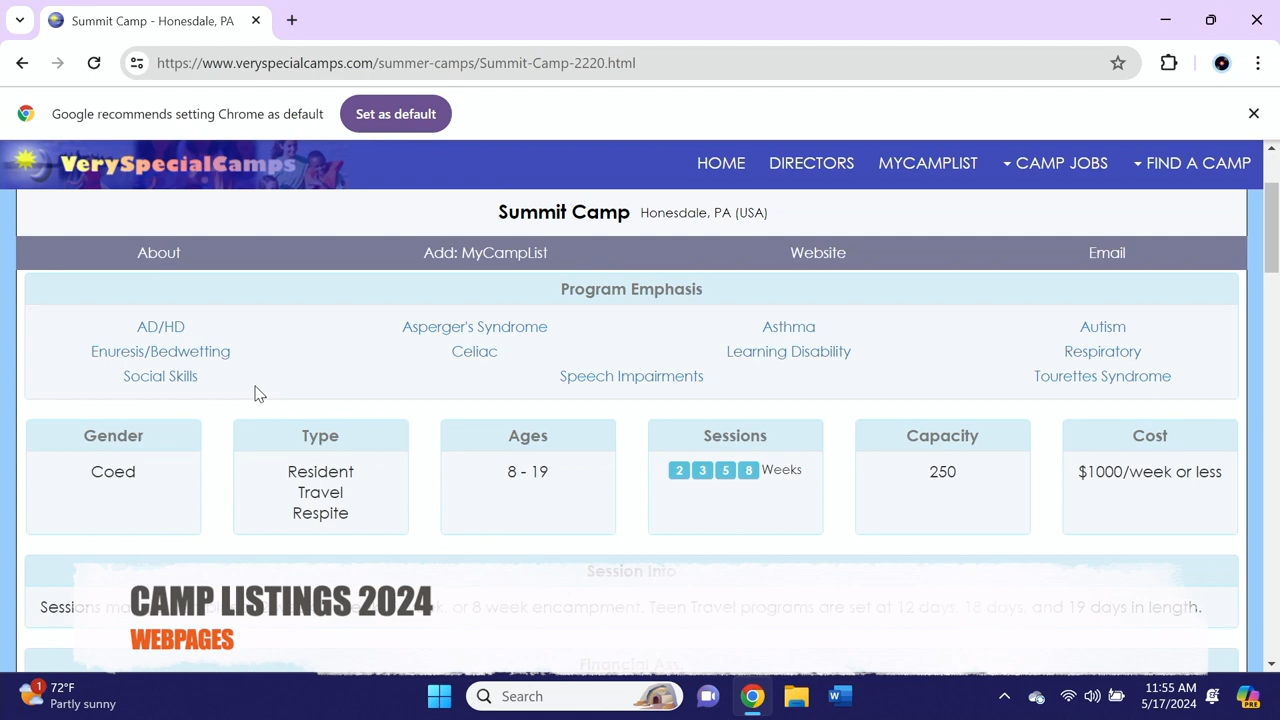 Summit Camp - Honesdale, PA
https://www.veryspecialcamps.com/summer-camps/Summit-Camp-2220.html
Google recommends setting Chrome as default
Set as default
VerySpecialCamps
HOME
DIRECTORS
MYCAMPLIST
CAMP JOBS
FIND A CAMP
Summit Camp Honesdale, PA (USA)
About
Add: MyCampList
Website
Email
Program Emphasis
AD/HD
Asperger's Syndrome
Asthma
Autism
Enuresis/Bedwetting
Celiac
Learning Disability
Respiratory
Social Skills
Speech Impairments
Tourettes Syndrome
Gender
Type
Ages
Sessions
Capacity
Cost
Coed
Resident
Travel
Respite
8 - 19
2 3 5 8 Weeks
250
$1000/week or less
Session Info
CAMP LISTINGS 2024
Sessions or 8 week encampment. Teen Travel programs are set at 12 days, 18 days, and 19 days in length.
WEBPAGES
Financial Ass.
1
72°F
Partly sunny
Search
W
11:55 AM
5/17/2024
PRE